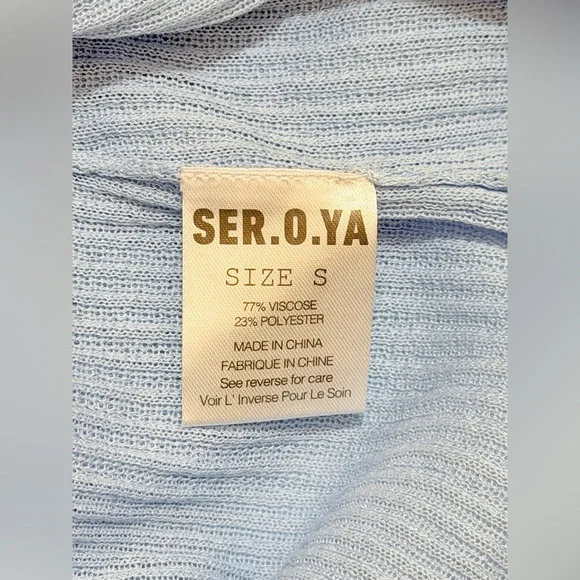 SER.O.YA
SIZE S
77% VISCOSE
23% POLYESTER
MADE IN CHINA
FABRIQUE IN CHINE
See reverse for care
Voir L' Inverse Pour Le Soin